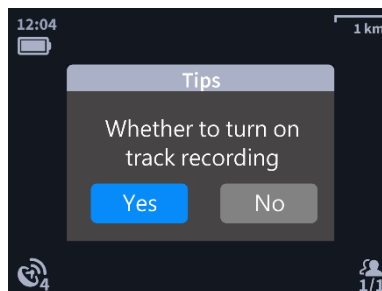 12:04
1 km
Tips
Whether to turn on
track recording
Yes
No
4
1/1